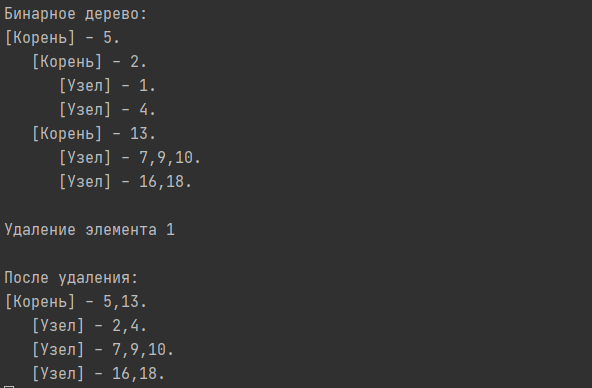 Бинарное дерево:
[Корень] – 5.
[Корень] – 2.
[Узел] – 1.
[Узел] – 4.
[Корень] – 13.
[Узел] – 7,9,10.
[Узел] – 16,18.
Удаление элемента 1
После удаления:
[Корень] – 5,13.
[Узел] – 2,4.
[Узел] – 7,9,10.
[Узел] – 16,18.